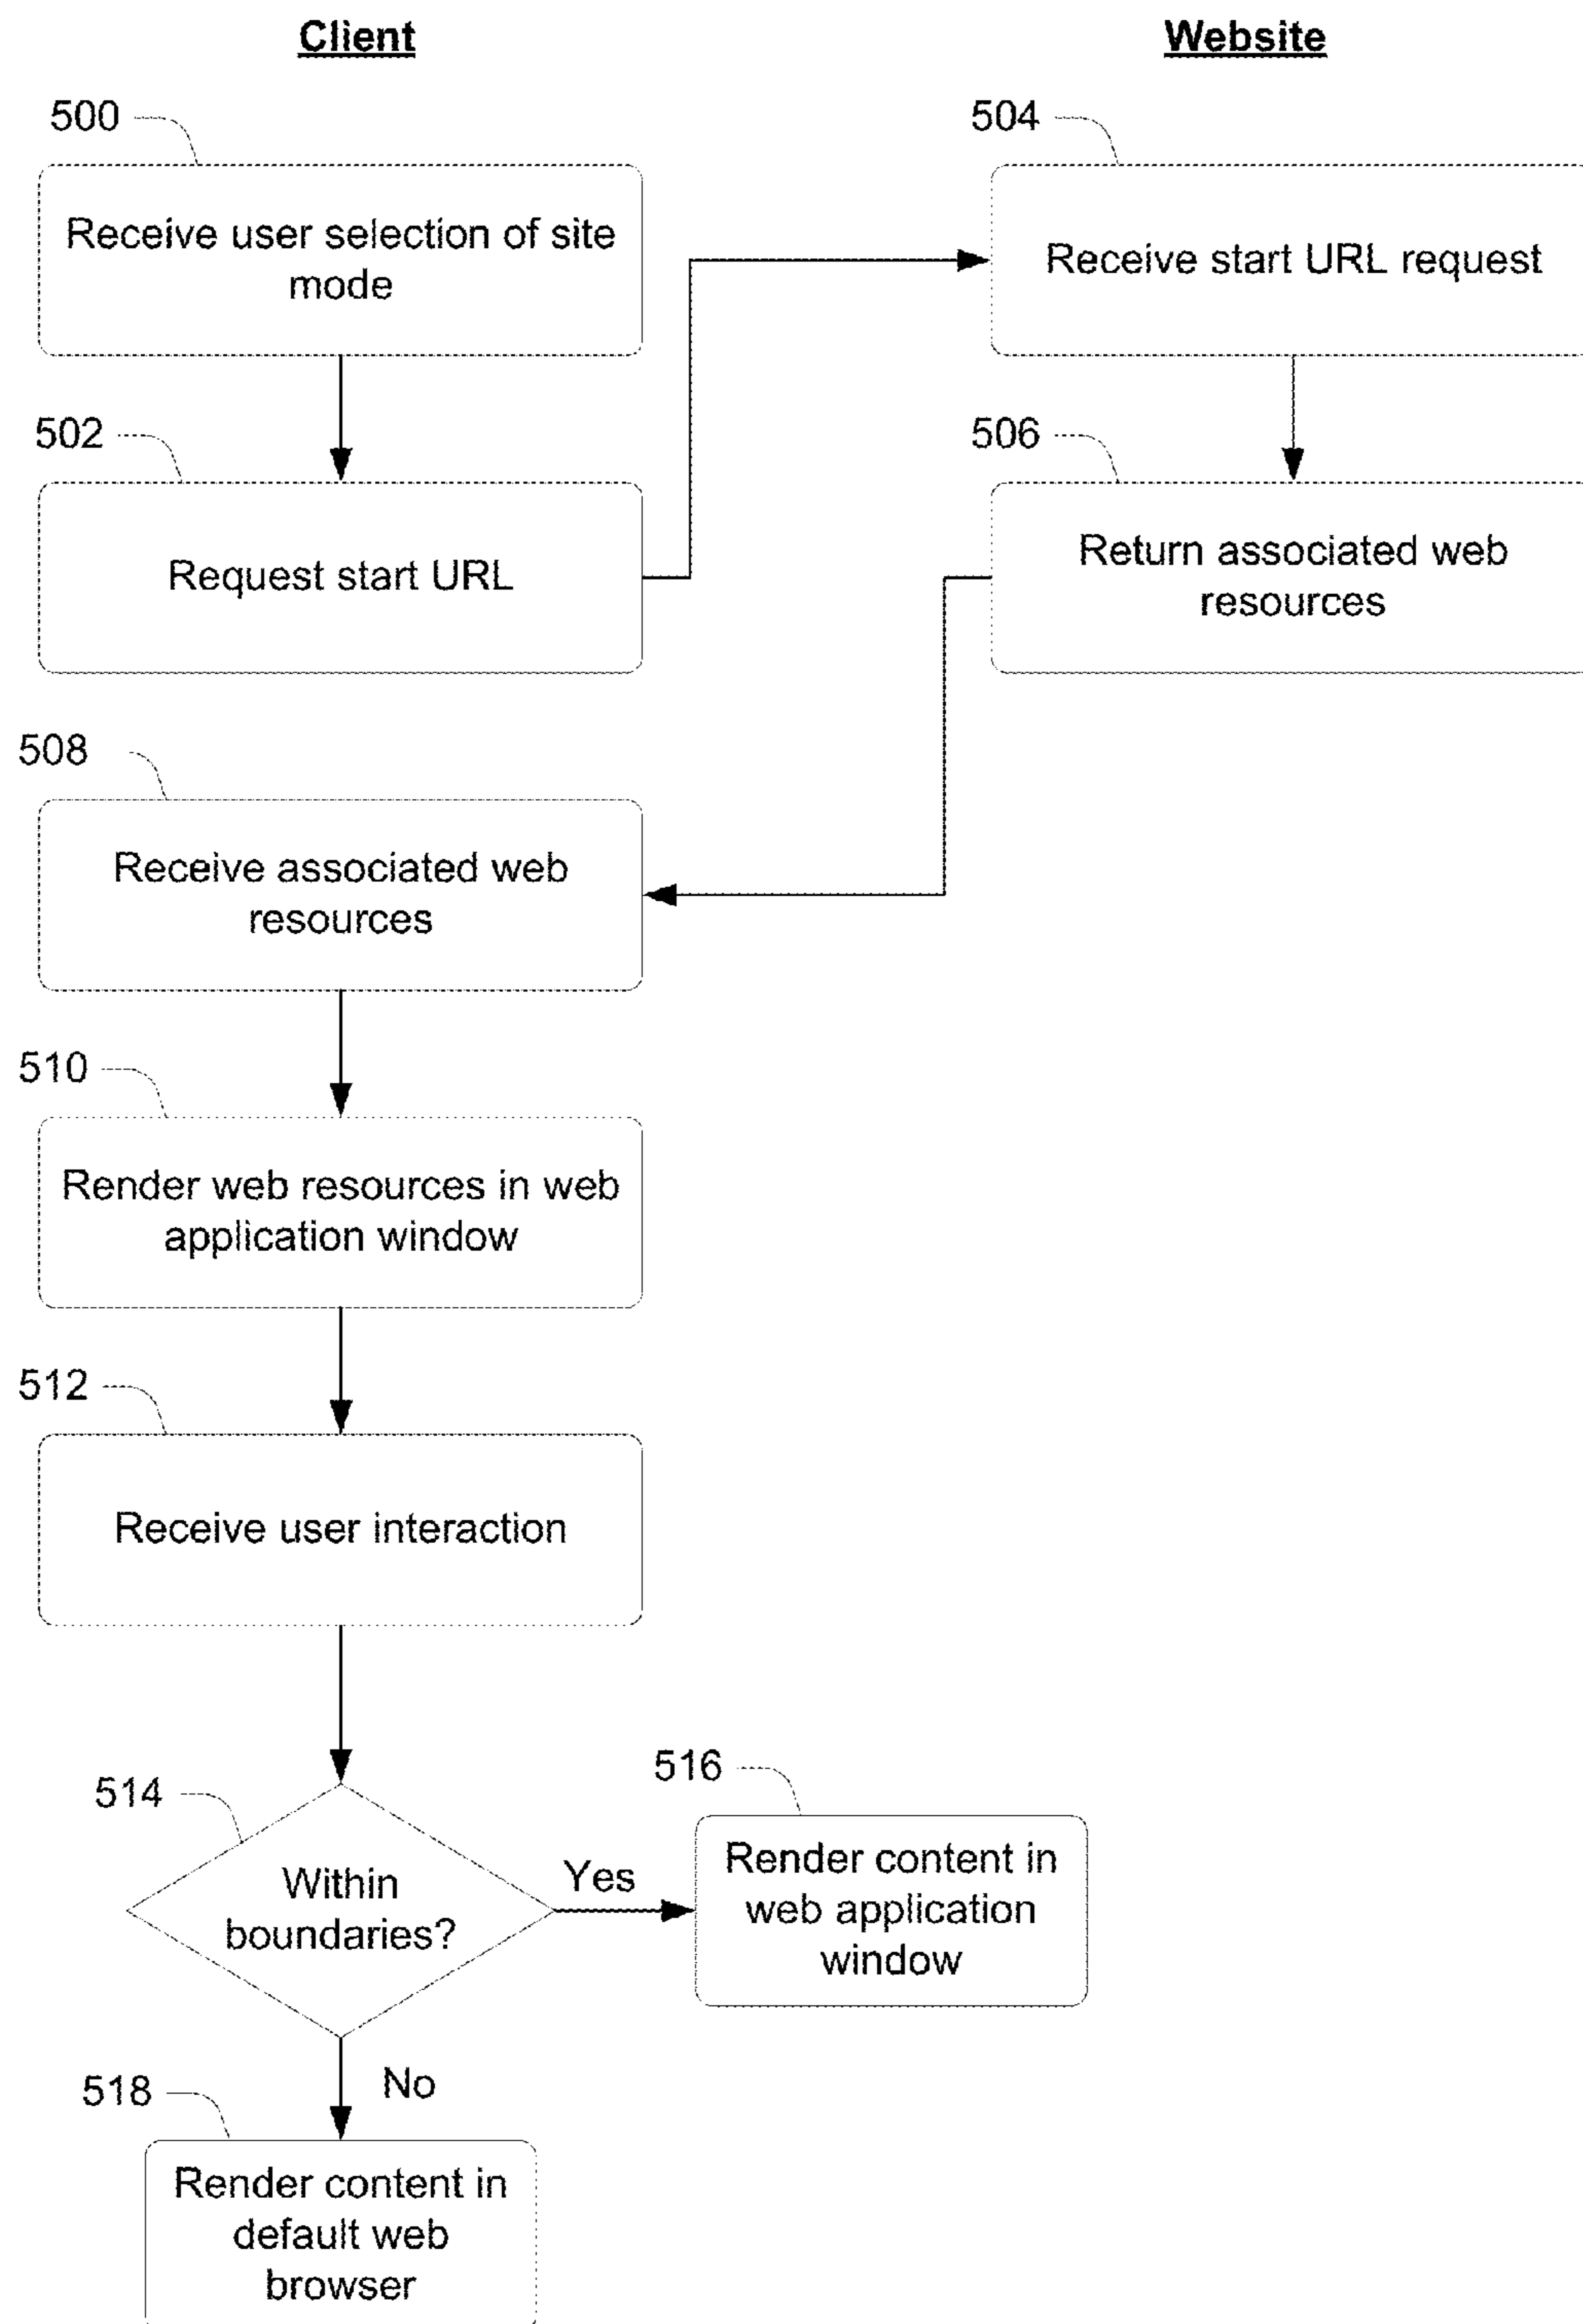 Client
Website
500
504
Receive user selection of site
mode
Receive start URL request
502
506
Request start URL
Return associated web
resources
508
Receive associated web
resources
510
Render web resources in web
application window
512
Receive user interaction
514
516
Within
boundaries?
Yes
Render content in
web application
window
No
518
Render content in
default web
browser